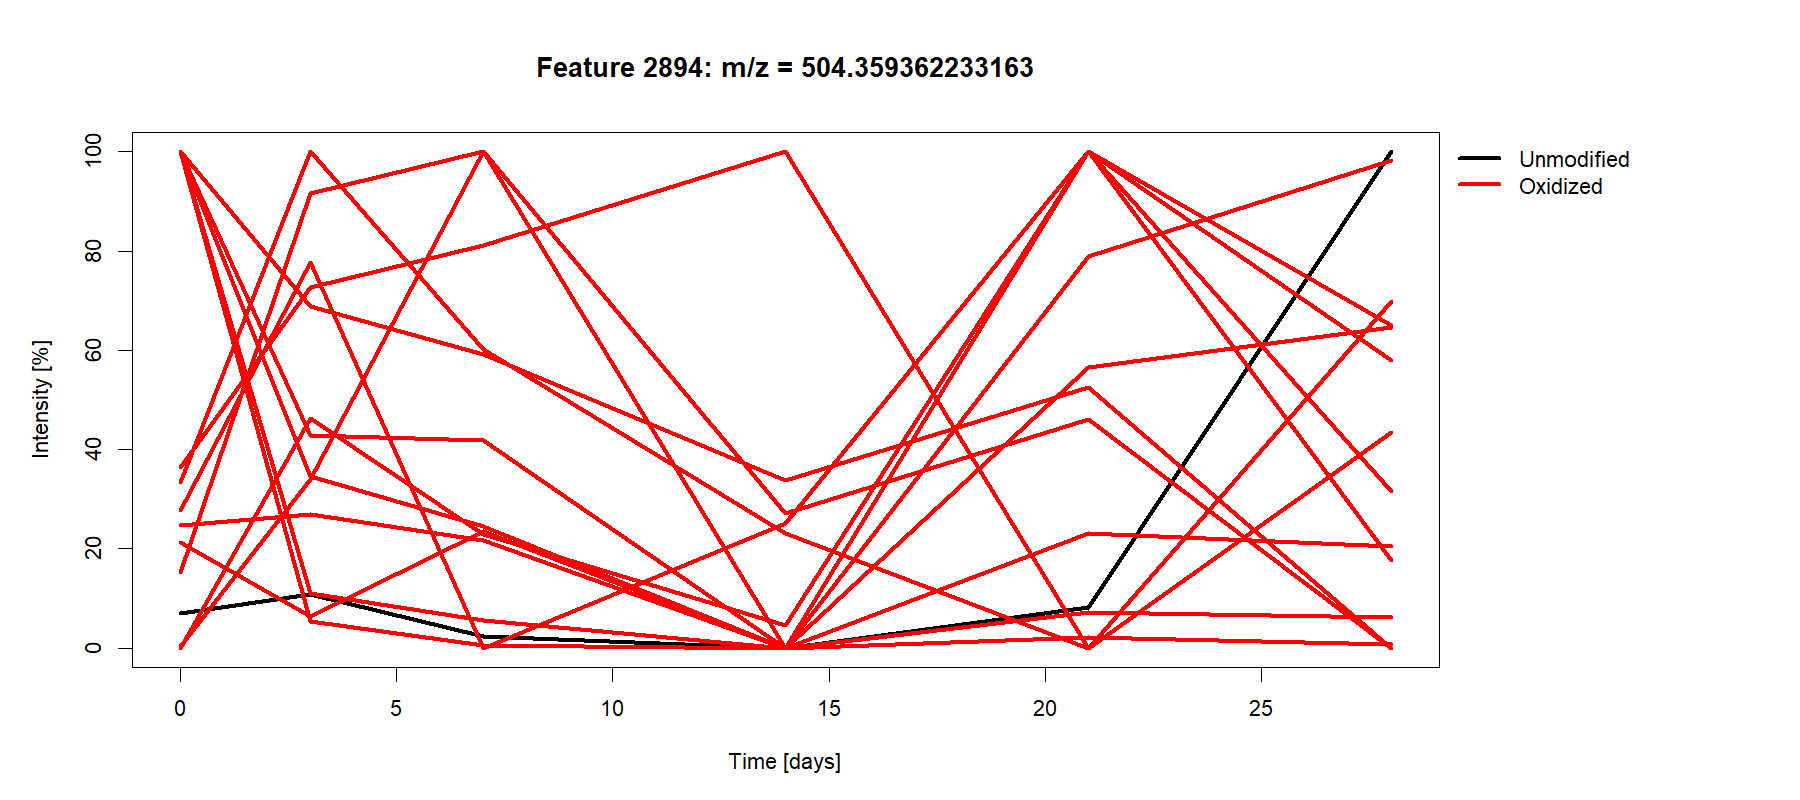 Feature 2894: m/z = 504.359362233163
Unmodified
Oxidized
Intensity [%]
100
80
60
40
20
0
0 5 10 15 20 25
Time [days]